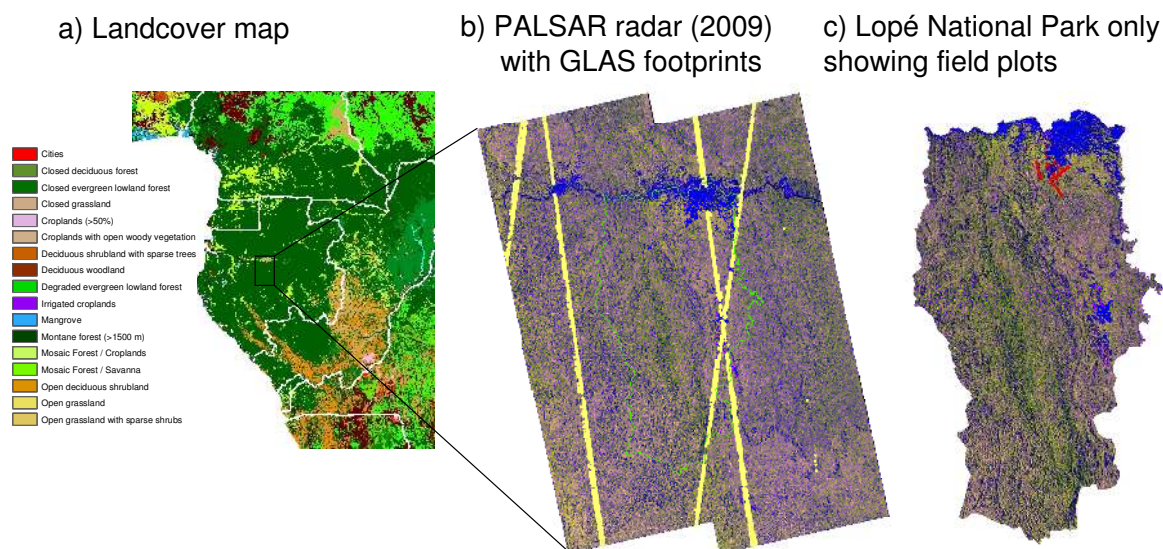 a) Landcover map
b) PALSAR radar (2009)
with GLAS footprints
c) Lopé National Park only
showing field plots
Cities
Closed deciduous forest
Closed evergreen lowland forest
Closed grassland
Croplands (>50%)
Croplands with open woody vegetation
Deciduous shrubland with sparse trees
Deciduous woodland
Degraded evergreen lowland forest
Irrigated croplands
Mangrove
Montane forest (>1500 m)
Mosaic Forest / Croplands
Mosaic Forest / Savanna
Open deciduous shrubland
Open grassland
Open grassland with sparse shrubs